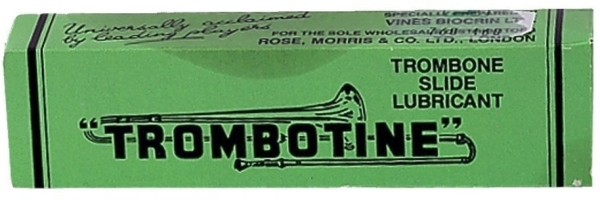 Universally acclaimed
by leading players
SPECIALLY PREPARED
VINES BIOCRIN LT
FOR THE SOLE WHOLESALE
ROSE, MORRIS & CO. LTD., LONDON
TROMBONE
SLIDE
LUBRICANT
"TROMBOTINE"